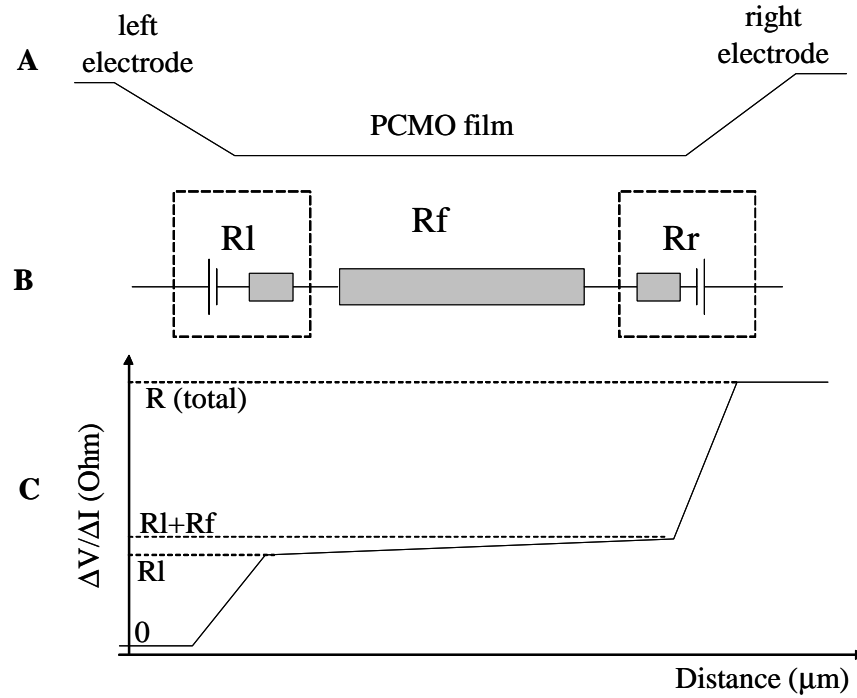 left
electrode
right
electrode
A
PCMO film
Rl
Rf
Rr
B
R (total)
C
ΔV/ΔI (Ohm)
Rl+Rf
Rl
0
Distance (μm)